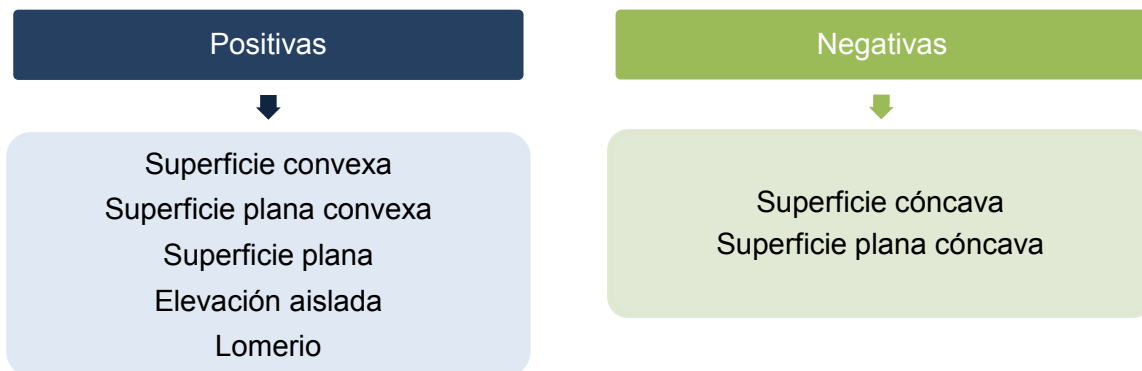 Positivas
Superficie convexa
Superficie plana convexa
Superficie plana
Elevación aislada
Lomerio
Negativas
Superficie cóncava
Superficie plana cóncava